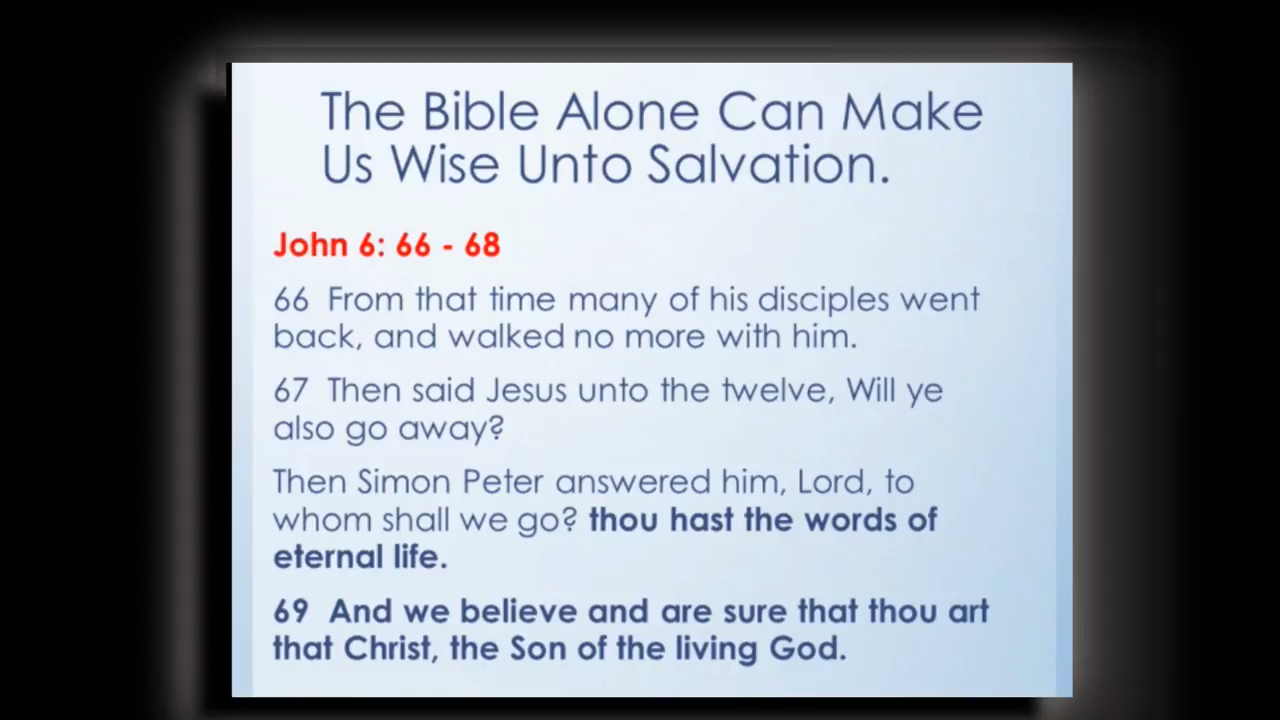 The Bible Alone Can Make
Us Wise Unto Salvation.
John 6: 66 - 68
66 From that time many of his disciples went
back, and walked no more with him.
67 Then said Jesus unto the twelve, Will ye
also go away?
Then Simon Peter answered him, Lord, to
whom shall we go? thou hast the words of
eternal life.
69 And we believe and are sure that thou art
that Christ, the Son of the living God.